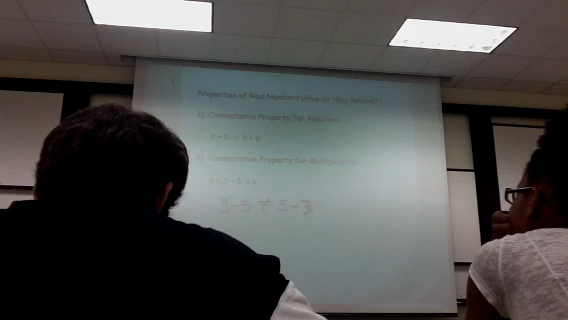 Properties of Real Numbers (How do they behave?)
1) Commutative Property for Addition
a + b = b + a
2) Commutative Property for Multiplication
a × b = b × a
3-5 ≠ 5-3